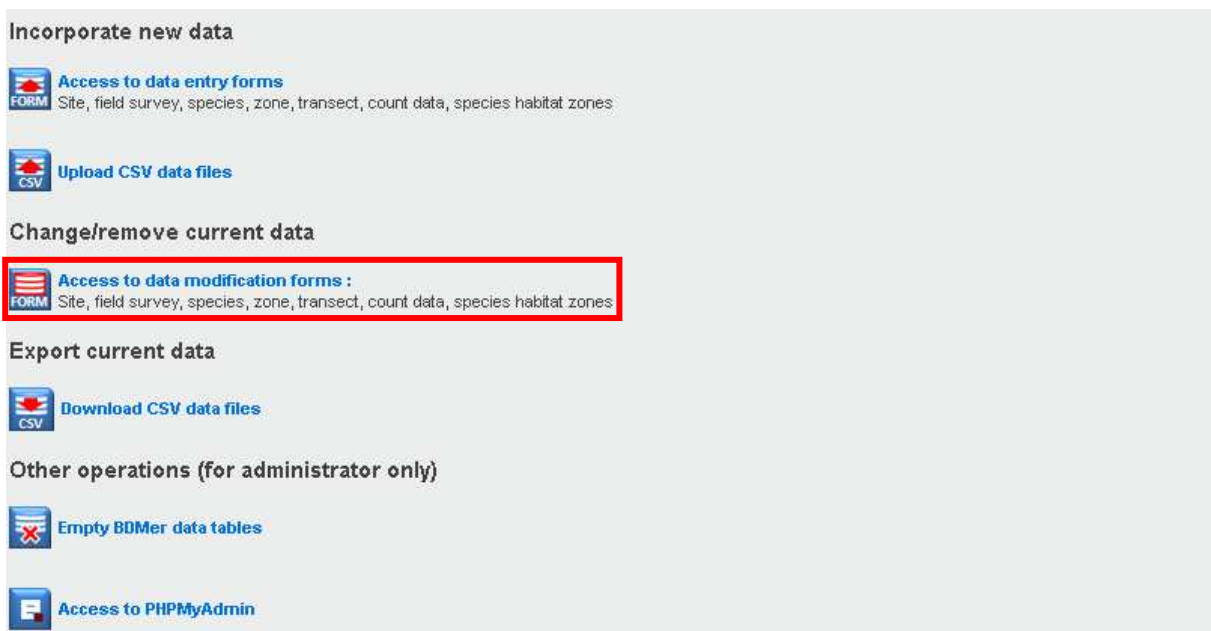 Incorporate new data
Access to data entry forms
FORM
Site, field survey, species, zone, transect, count data, species habitat zones
Upload CSV data files
CSV
Change/remove current data
Access to data modification forms :
FORM
Site, field survey, species, zone, transect, count data, species habitat zones
Export current data
Download CSV data files
CSV
Other operations (for administrator only)
Empty BDMer data tables
Access to PHPMyAdmin